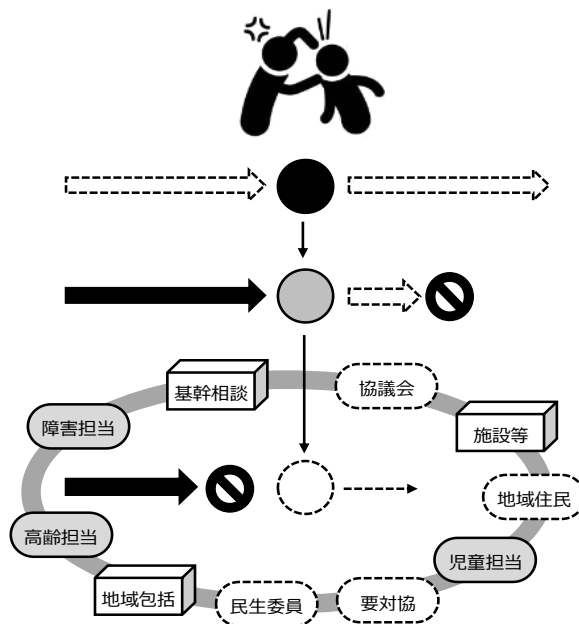 基幹相談
協議会
障害担当
施設等
地域住民
高齢担当
児童担当
地域包括
民生委員
要対協